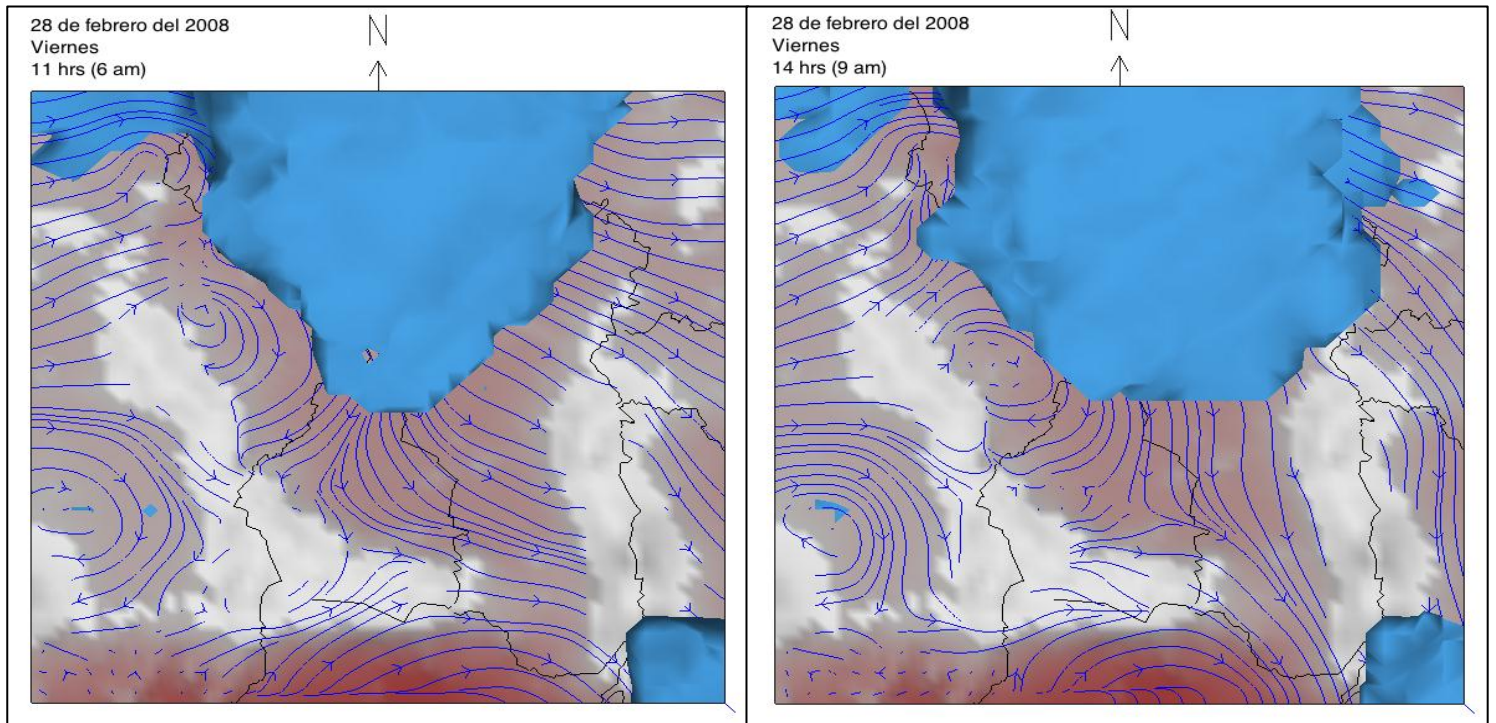 28 de febrero del 2008
Viernes
11 hrs (6 am)
N
28 de febrero del 2008
Viernes
14 hrs (9 am)
N